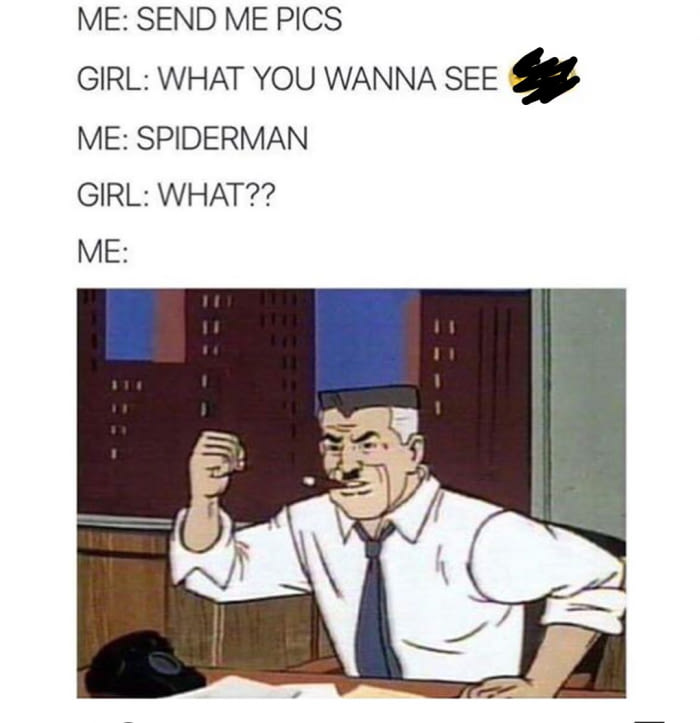 ME: SEND ME PICS
GIRL: WHAT YOU WANNA SEE
ME: SPIDERMAN
GIRL: WHAT??
ME: